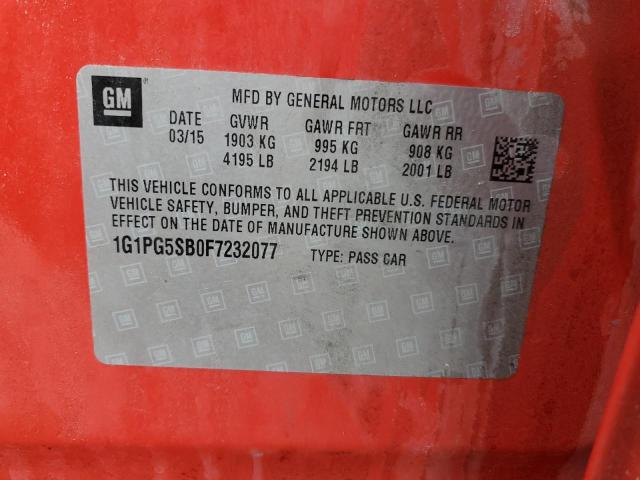 GM MFD BY GENERAL MOTORS LLC
DATE GVWR GAWR FRT GAWR RR
03/15 1903 KG 995 KG 908 KG
4195 LB 2194 LB 2001 LB
THIS VEHICLE CONFORMS TO ALL APPLICABLE U.S. FEDERAL MOTOR
VEHICLE SAFETY, BUMPER, AND THEFT PREVENTION STANDARDS IN
EFFECT ON THE DATE OF MANUFACTURE SHOWN ABOVE.
1G1PG5SB0F7232077 TYPE: PASS CAR